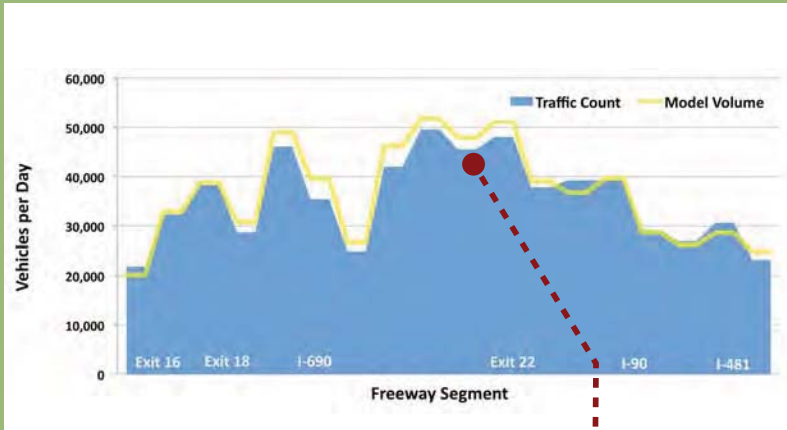 60,000
Traffic Count Model Volume
50,000
40,000
30,000
20,000
10,000
0
Vehicles per Day
Exit 16 Exit 18 I-690 Exit 22 I-90 I-481
Freeway Segment